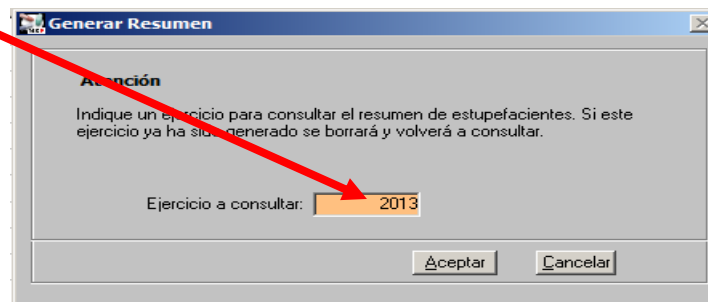 Generar Resumen
Atención
Indique un ejercicio para consultar el resumen de estupefacientes. Si este
ejercicio ya ha sido generado se borrará y volverá a consultar.
Ejercicio a consultar: 2013
Aceptar Cancelar